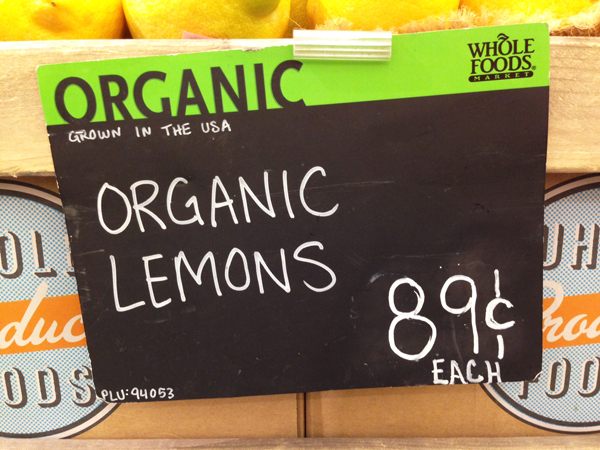 ORGANIC
WHOLE
FOODS®
MARKET
GROWN IN THE USA
ORGANIC
LEMONS
89¢
EACH
PLU: 94053